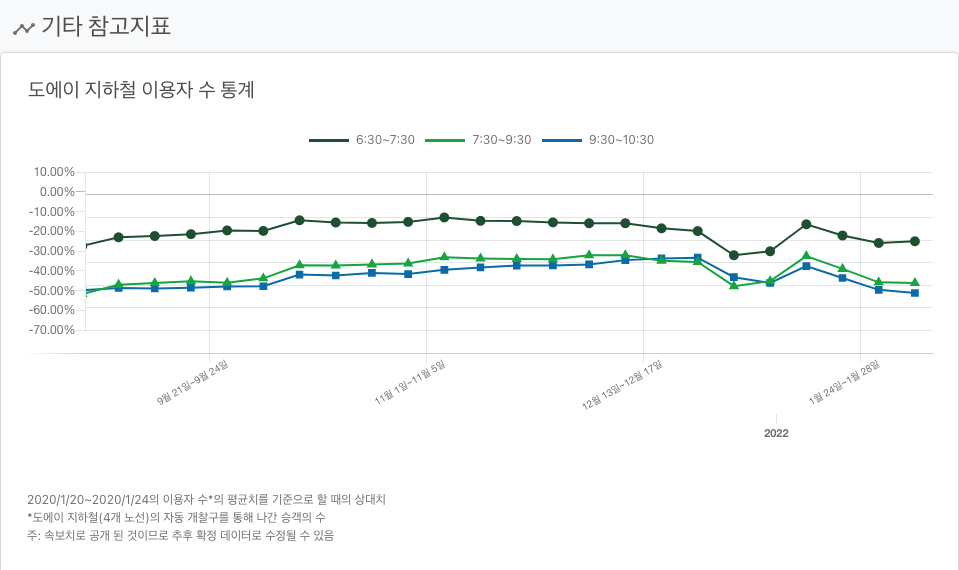 기타 참고지표
도에이 지하철 이용자 수 통계
6:30~7:30 7:30~9:30 9:30~10:30
10.00%
0.00%
-10.00%
-20.00%
-30.00%
-40.00%
-50.00%
-60.00%
-70.00%
9월 21일~9월 24일 11월 1일~11월 5일 12월 13일~12월 17일 1월 24일~1월 28일
2022
2020/1/20~2020/1/24의 이용자 수*의 평균치를 기준으로 할 때의 상대치
*도에이 지하철(4개 노선)의 자동 개찰구를 통해 나간 승객의 수
주: 속보치로 공개 된 것이므로 추후 확정 데이터로 수정될 수 있음